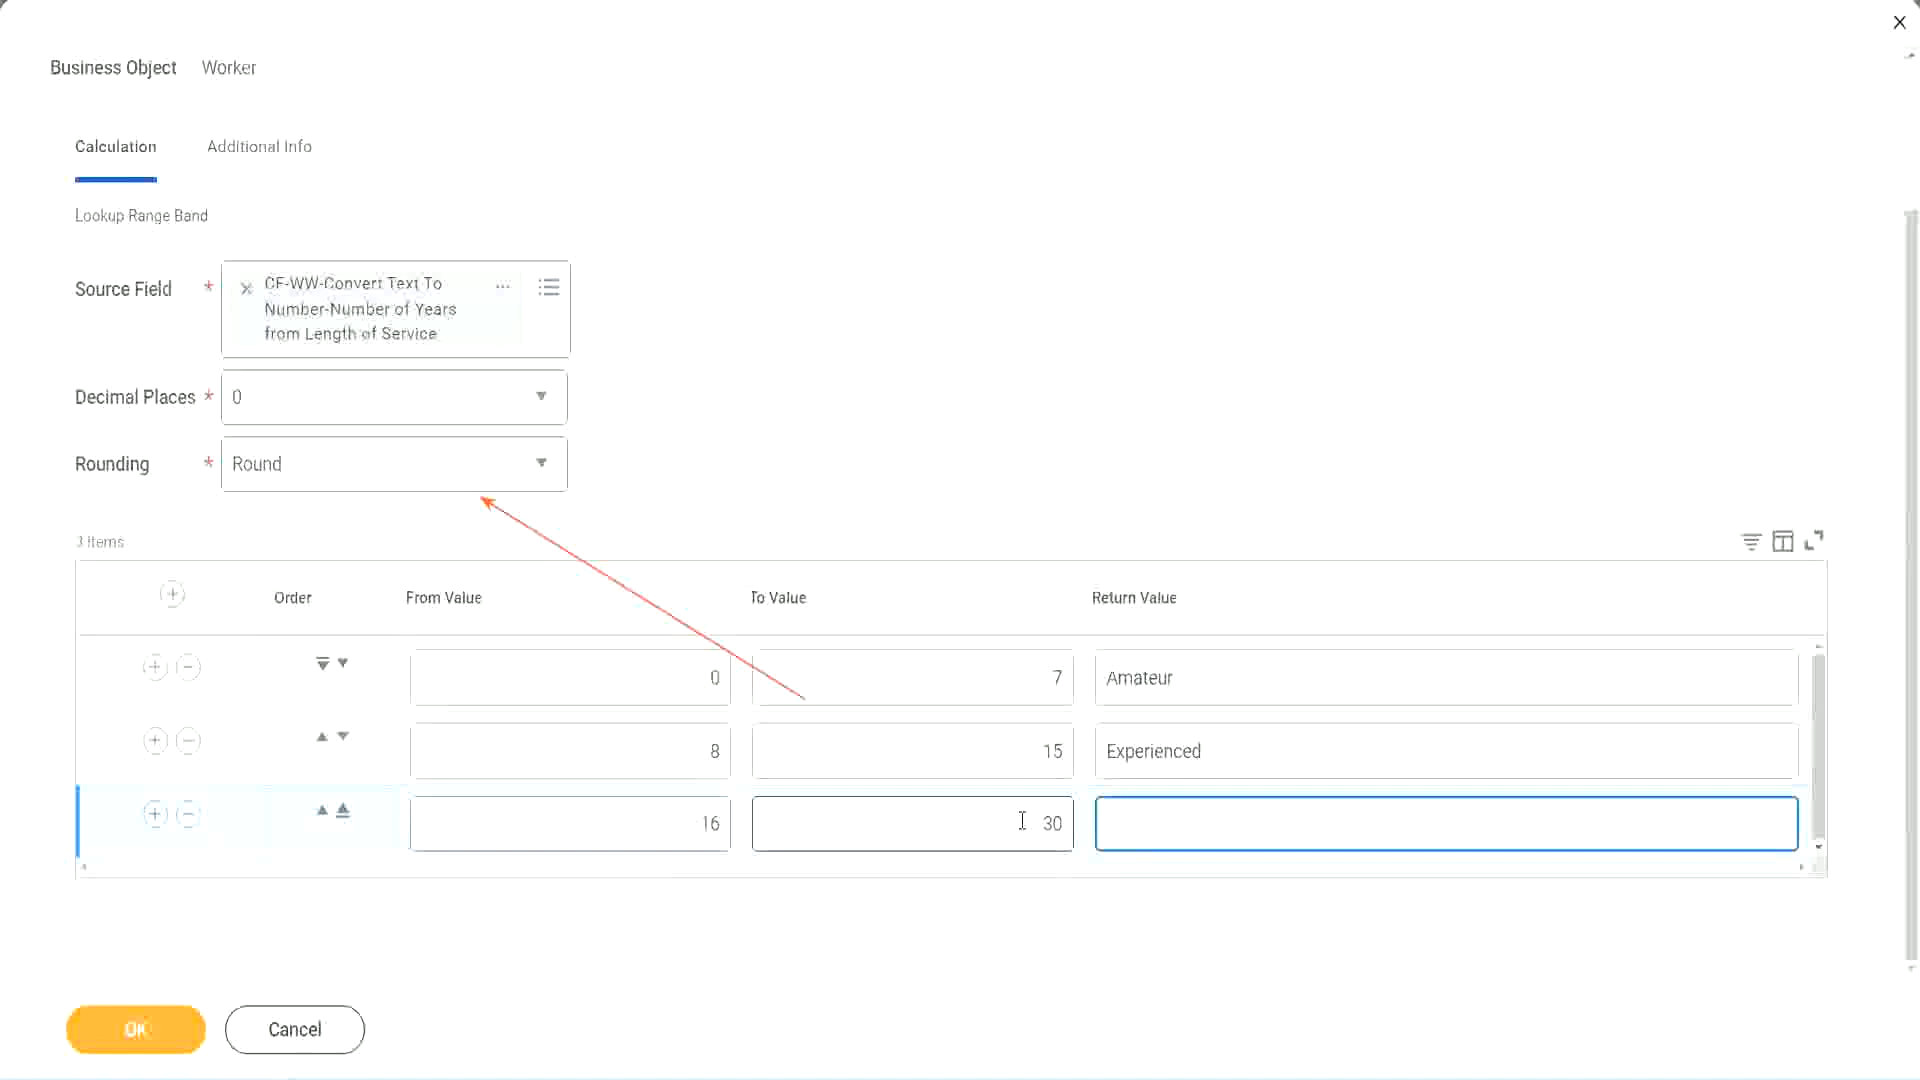 Business Object Worker
Calculation Additional Info
Lookup Range Band
Source Field * CF-WW-Convert Text To
Number-Number of Years
from Length of Service
Decimal Places * 0
Rounding * Round
3 Items
Order From Value To Value Return Value
0 7 Amateur
8 15 Experienced
16 30
OK Cancel